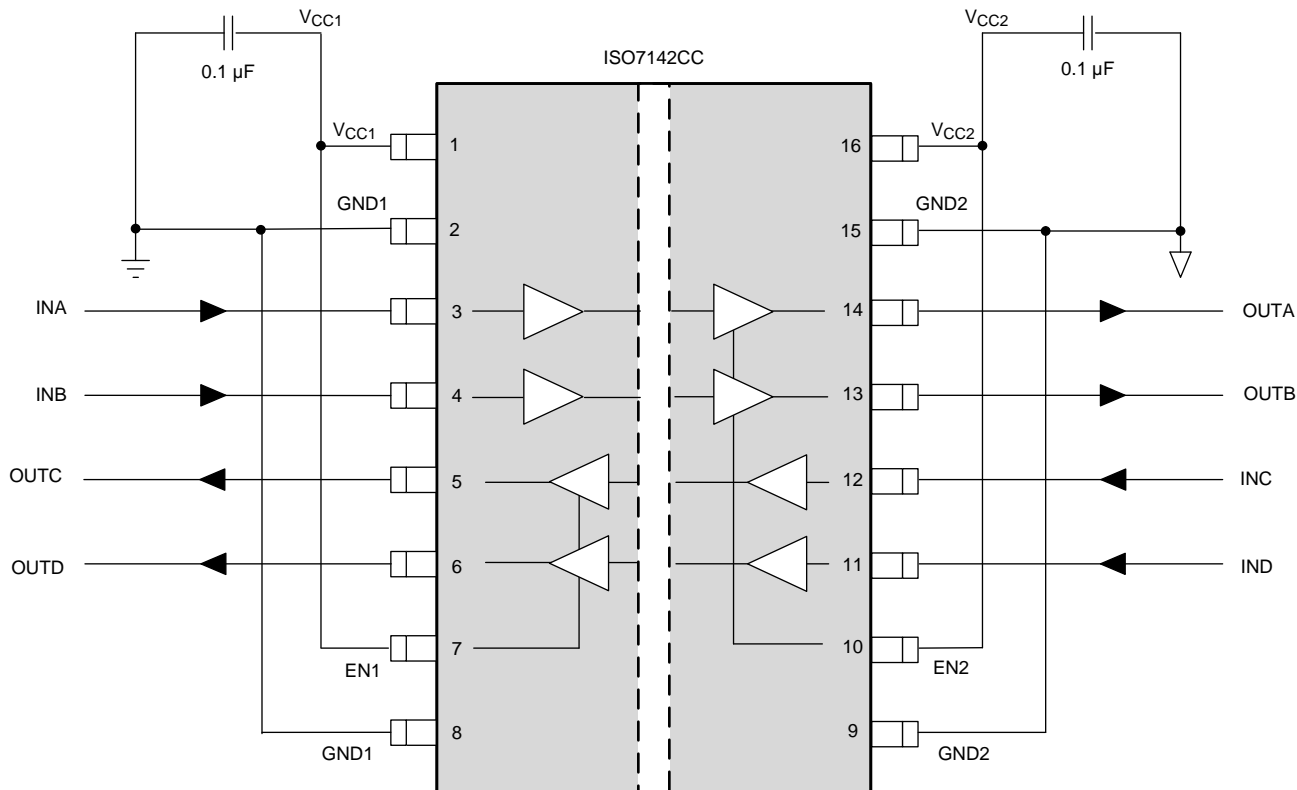 VCC1
VCC2
0.1 µF
0.1 µF
ISO7142CC
VCC1
1
16
VCC2
GND1
2
15
GND2
INA
3
14
OUTA
INB
4
13
OUTB
OUTC
5
12
INC
OUTD
6
11
IND
EN1
7
10
EN2
GND1
8
9
GND2